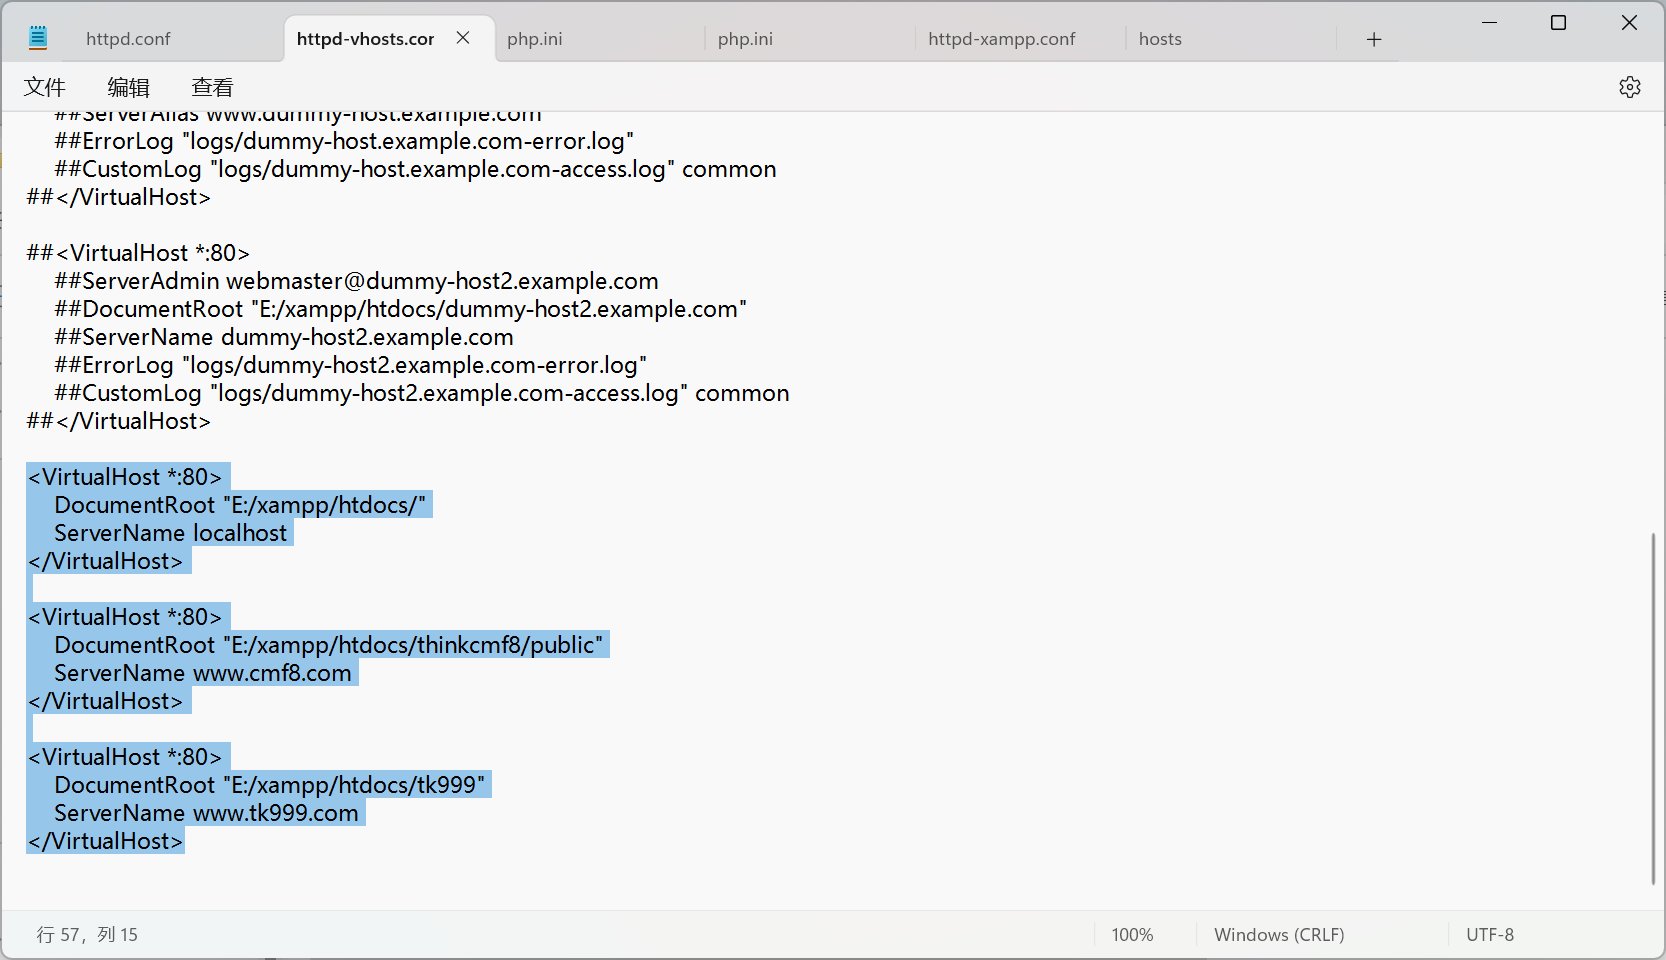 httpd.conf
httpd-vhosts.cor
php.ini
php.ini
httpd-xampp.conf
hosts
文件
编辑
查看
##ServerAlias www.dummy-host.example.com
##ErrorLog "logs/dummy-host.example.com-error.log"
##CustomLog "logs/dummy-host.example.com-access.log" common
##</VirtualHost>
##<VirtualHost *:80>
##ServerAdmin webmaster@dummy-host2.example.com
##DocumentRoot "E:/xampp/htdocs/dummy-host2.example.com"
##ServerName dummy-host2.example.com
##ErrorLog "logs/dummy-host2.example.com-error.log"
##CustomLog "logs/dummy-host2.example.com-access.log" common
##</VirtualHost>
<VirtualHost *:80>
DocumentRoot "E:/xampp/htdocs/"
ServerName localhost
</VirtualHost>
<VirtualHost *:80>
DocumentRoot "E:/xampp/htdocs/thinkcmf8/public"
ServerName www.cmf8.com
</VirtualHost>
<VirtualHost *:80>
DocumentRoot "E:/xampp/htdocs/tk999"
ServerName www.tk999.com
</VirtualHost>
行 57，列 15
100%
Windows (CRLF)
UTF-8